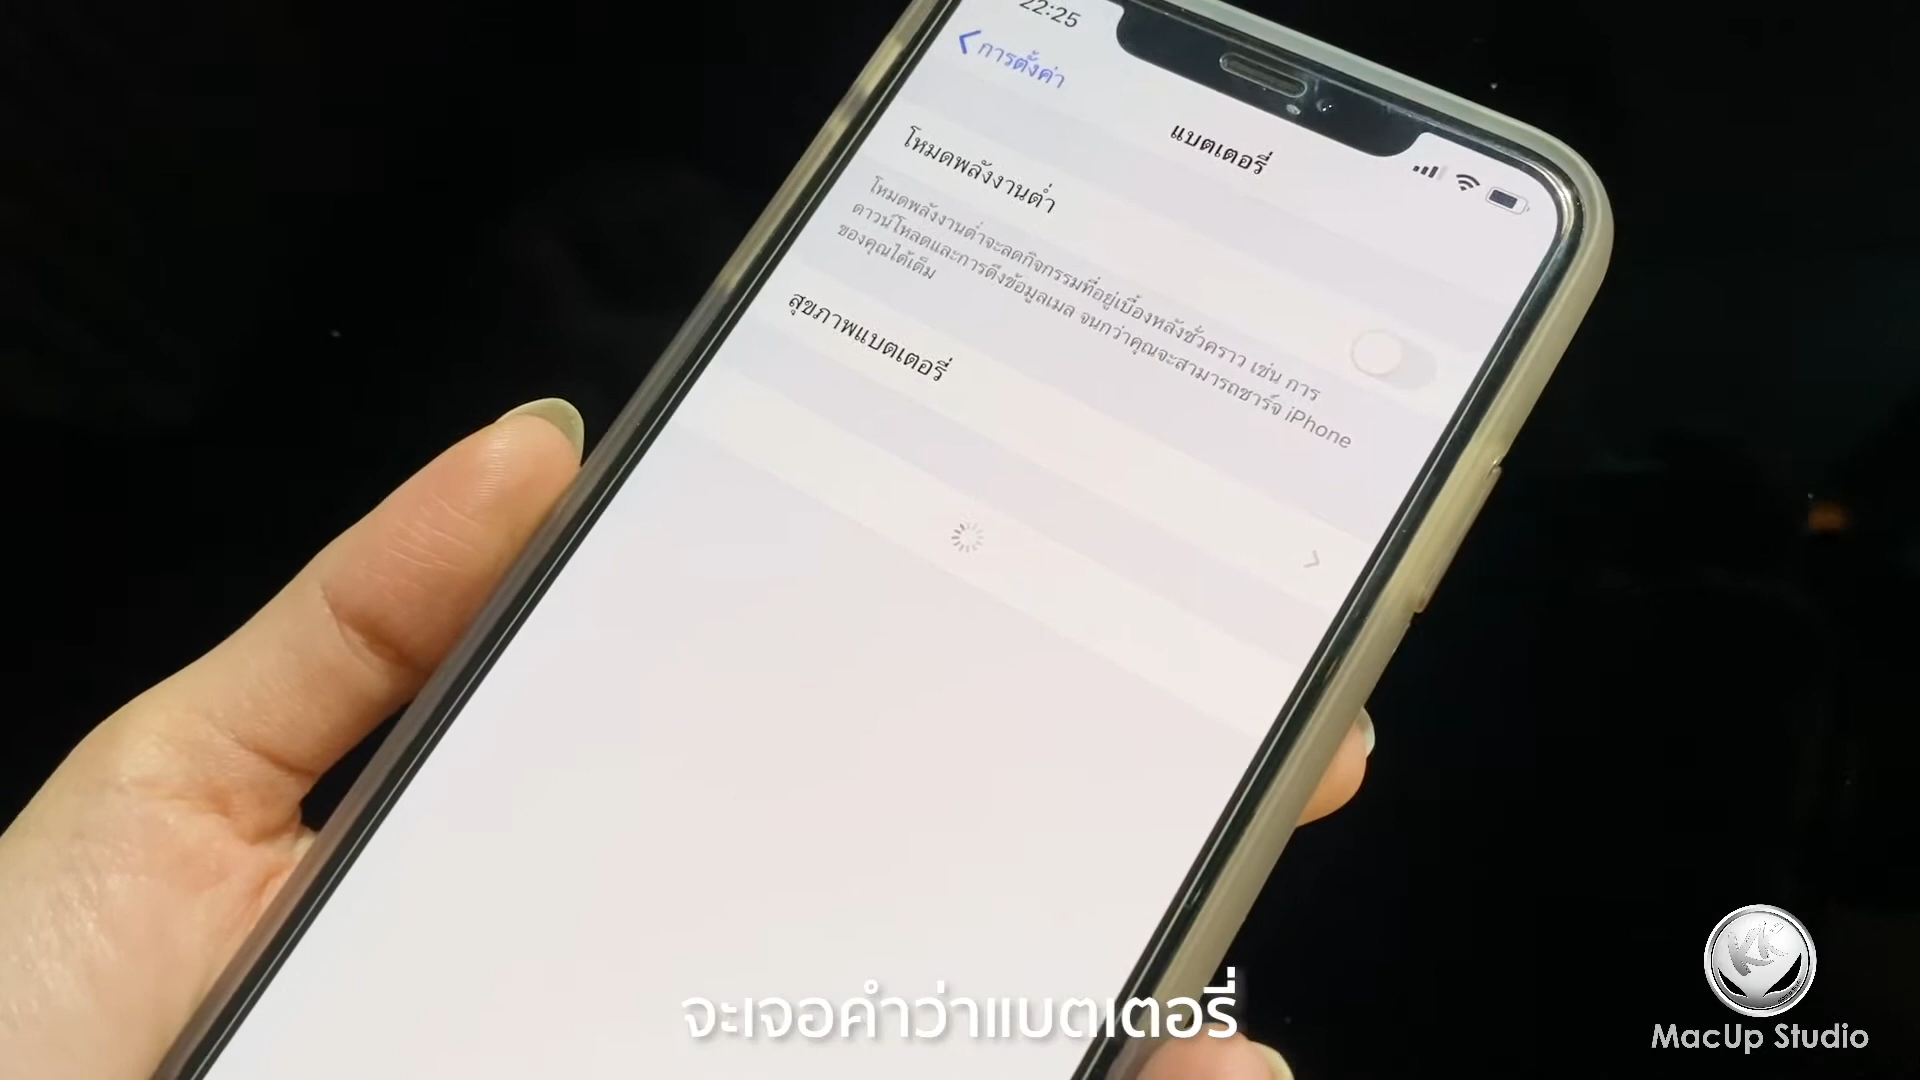 22:25
การตั้งค่า
แบตเตอรี่
โหมดพลังงานต่ำ
โหมดพลังงานต่ำจะลดกิจกรรมที่อยู่เบื้องหลังชั่วคราว เช่น การ
ดาวน์โหลดและการดึงข้อมูลเมล จนกว่าคุณจะสามารถชาร์จ iPhone
ของคุณได้เต็ม
สุขภาพแบตเตอรี่
จะเจอคำว่าแบตเตอรี่
MacUp Studio